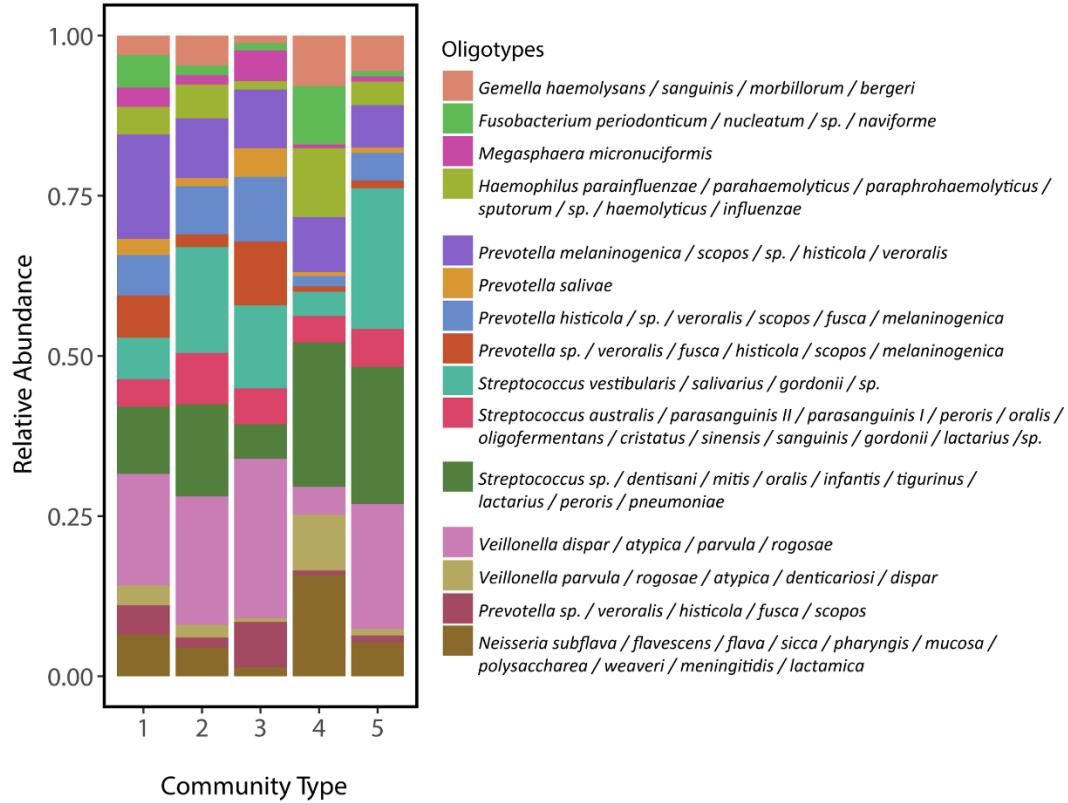 Relative Abundance
1.00
0.75
0.50
0.25
0.00
1 2 3 4 5
Community Type
Oligotypes
Gemella haemolysans / sanguinis / morbillorum / bergeri
Fusobacterium periodonticum / nucleatum / sp. / naviforme
Megasphaera micronuciformis
Haemophilus parainfluenzae / parahaemolyticus / paraphrohaemolyticus /
sputorum / sp. / haemolyticus / influenzae
Prevotella melaninogenica / scopos / sp. / histicola / veroralis
Prevotella salivae
Prevotella histicola / sp. / veroralis / scopos / fusca / melaninogenica
Prevotella sp. / veroralis / fusca / histicola / scopos / melaninogenica
Streptococcus vestibularis / salivarius / gordonii / sp.
Streptococcus australis / parasanguinis II / parasanguinis I / peroris / oralis /
oligofermentans / cristatus / sinensis / sanguinis / gordonii / lactarius /sp.
Streptococcus sp. / dentisani / mitis / oralis / infantis / tigurinus /
lactarius / peroris / pneumoniae
Veillonella dispar / atypica / parvula / rogosae
Veillonella parvula / rogosae / atypica / denticariosi / dispar
Prevotella sp. / veroralis / histicola / fusca / scopos
Neisseria subflava / flavescens / flava / sicca / pharyngis / mucosa /
polysaccharea / weaveri / meningitidis / lactamica